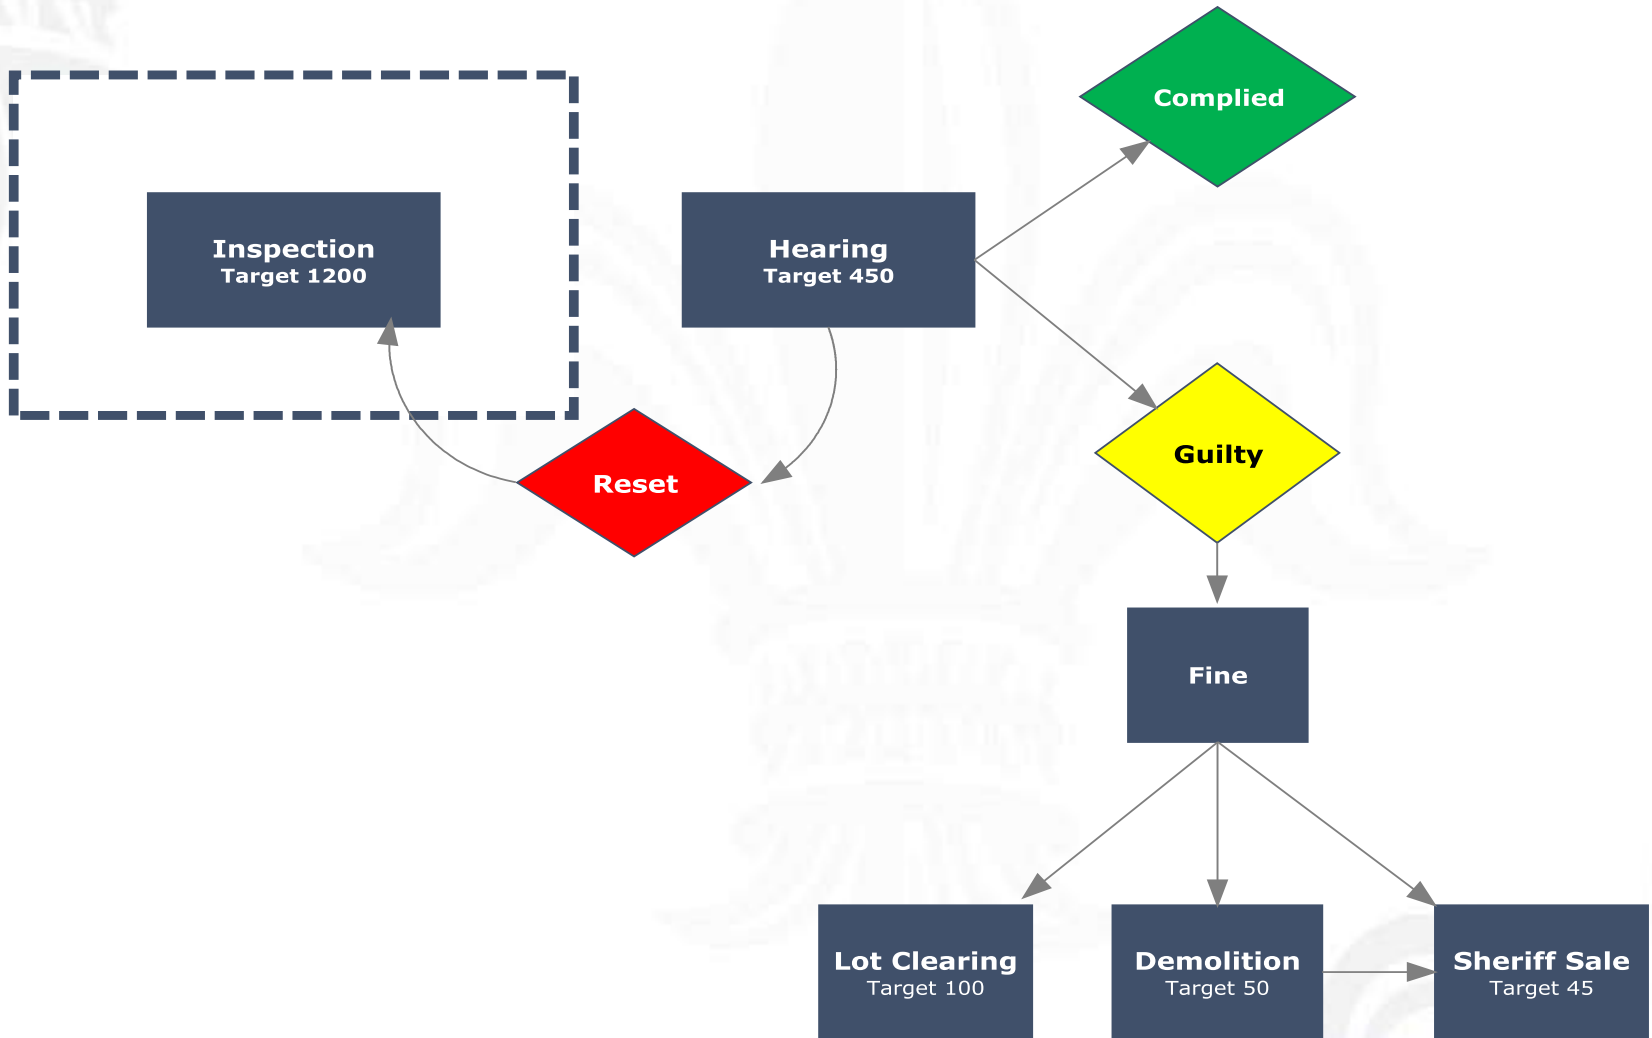 Complied
Inspection
Target 1200
Hearing
Target 450
Guilty
Reset
Fine
Lot Clearing
Target 100
Demolition
Target 50
Sheriff Sale
Target 45